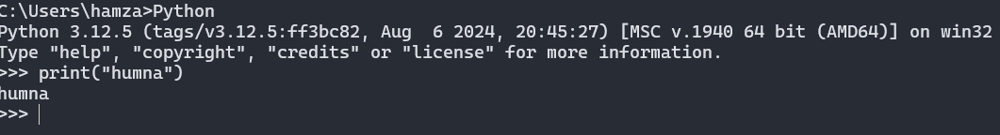 C:\Users\hamza>Python
Python 3.12.5 (tags/v3.12.5:ff3bc82, Aug  6 2024, 20:45:27) [MSC v.1940 64 bit (AMD64)] on win32
Type "help", "copyright", "credits" or "license" for more information.
>>> print("humna")
humna
>>>